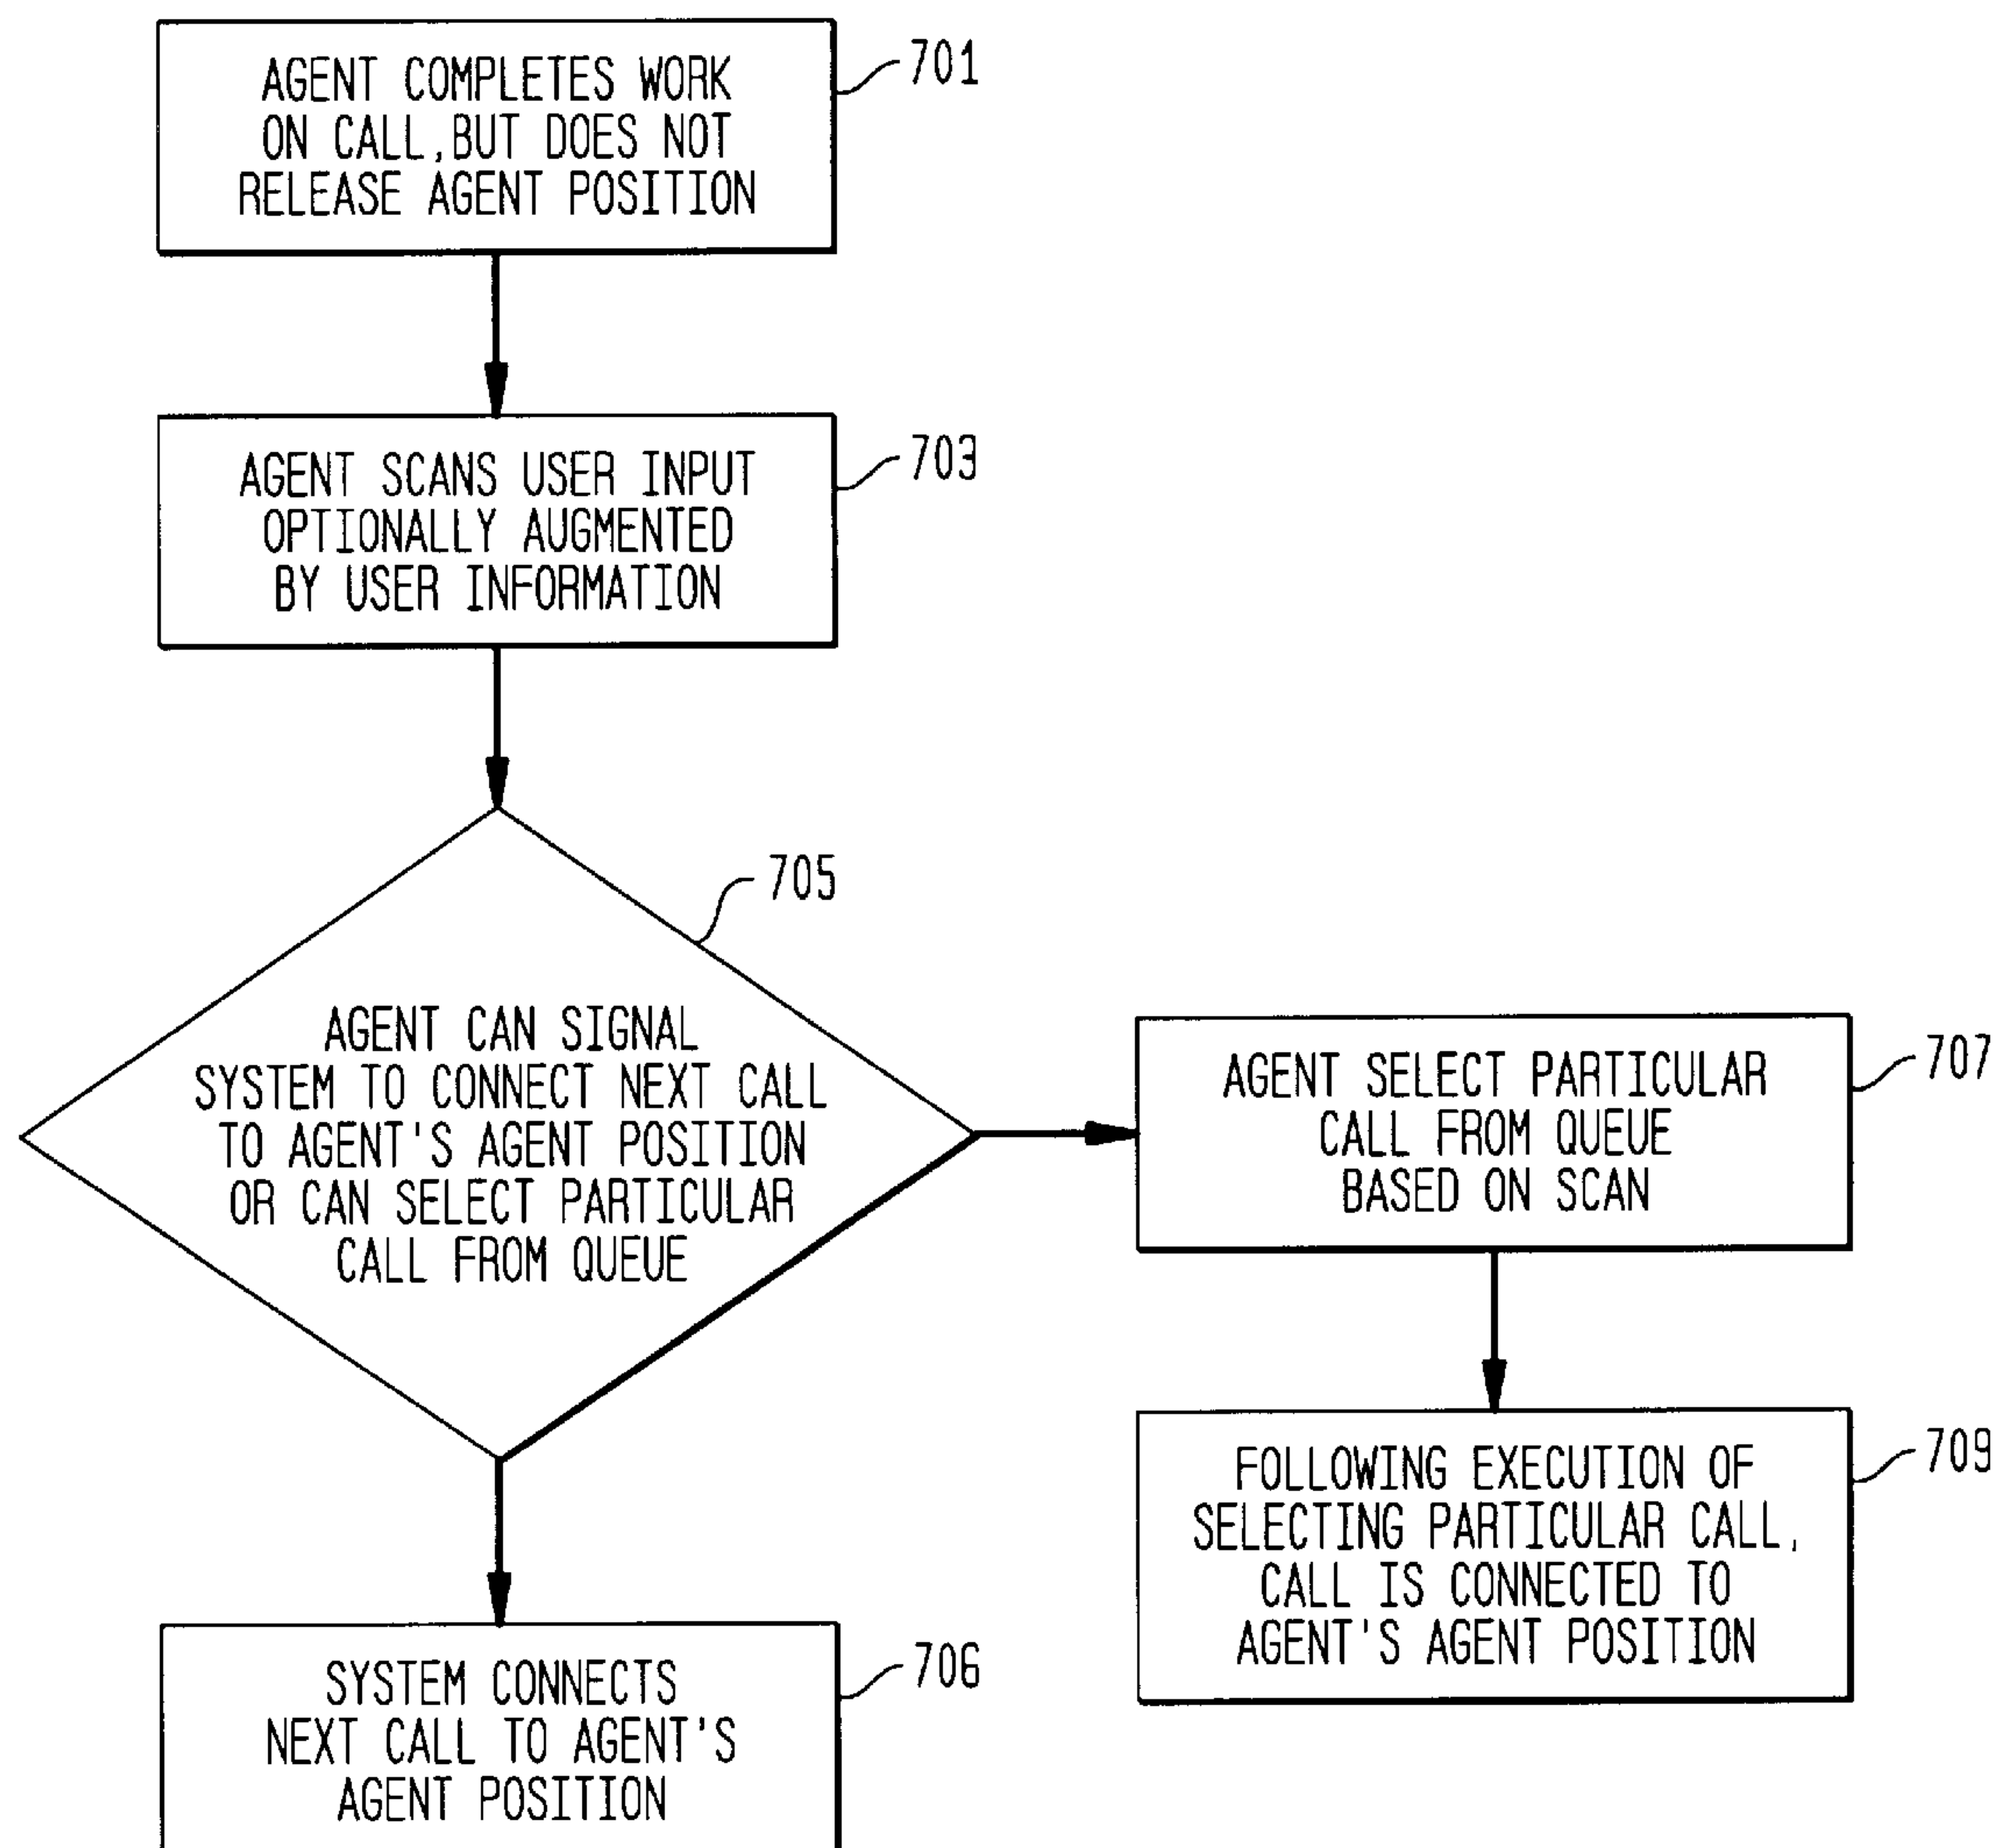 AGENT COMPLETES WORK
ON CALL, BUT DOES NOT
RELEASE AGENT POSITION
701
AGENT SCANS USER INPUT
OPTIONALLY AUGMENTED
BY USER INFORMATION
703
705
AGENT CAN SIGNAL
SYSTEM TO CONNECT NEXT CALL
TO AGENT'S AGENT POSITION
OR CAN SELECT PARTICULAR
CALL FROM QUEUE
AGENT SELECT PARTICULAR
CALL FROM QUEUE
BASED ON SCAN
707
FOLLOWING EXECUTION OF
SELECTING PARTICULAR CALL,
CALL IS CONNECTED TO
AGENT'S AGENT POSITION
709
SYSTEM CONNECTS
NEXT CALL TO AGENT'S
AGENT POSITION
706